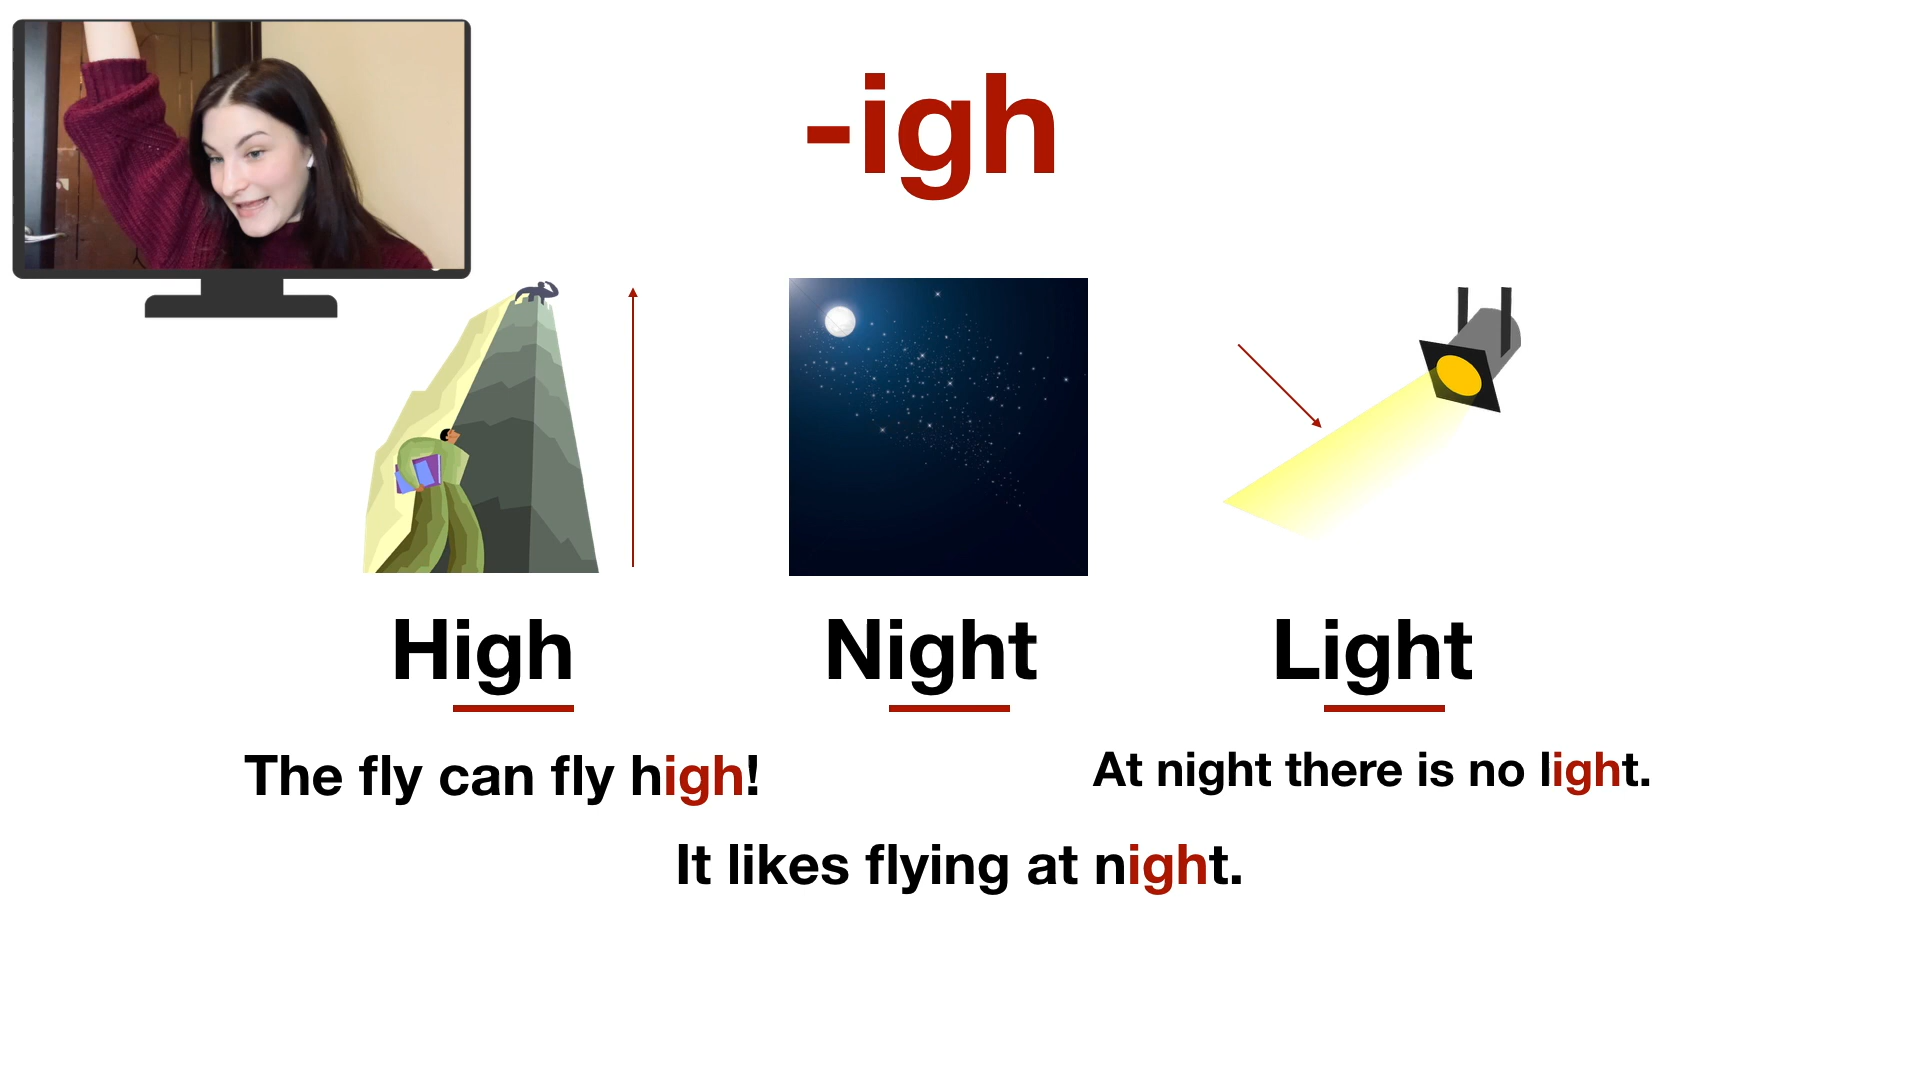 -igh
High
Night
Light
The fly can fly high!
At night there is no light.
It likes flying at night.